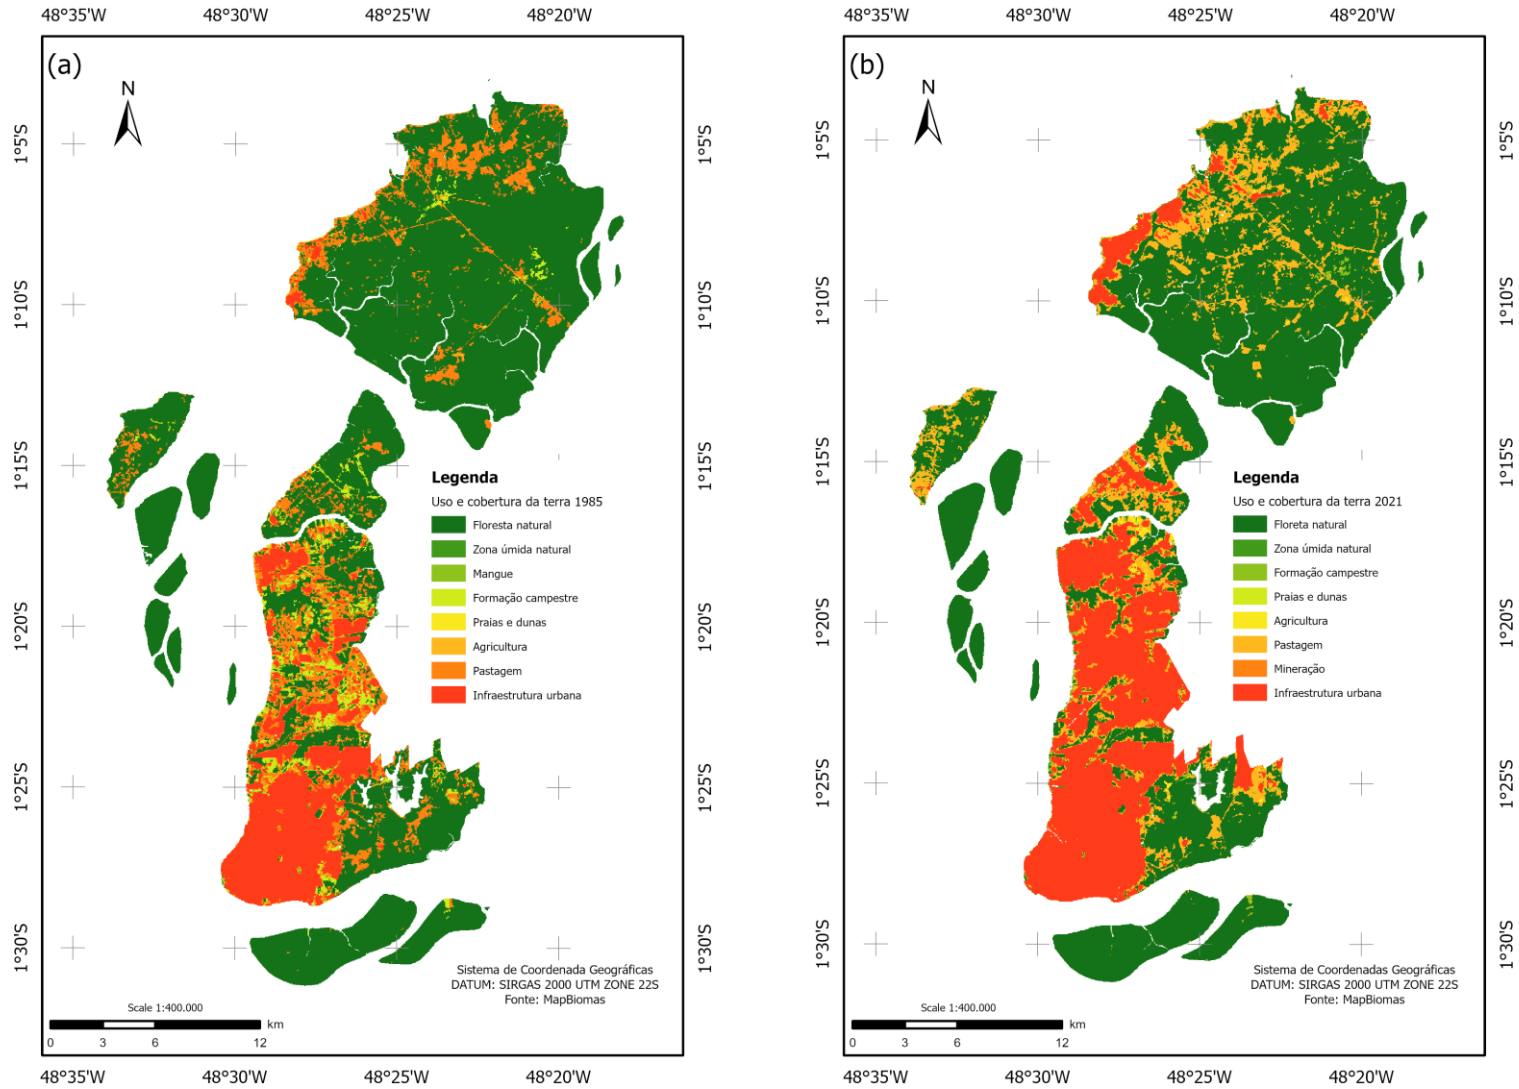 48°35'W 48°30'W 48°25'W 48°20'W
(a)
N
1°5'S 1°5'S
1°10'S 1°10'S
1°15'S 1°15'S
1°20'S 1°20'S
1°25'S 1°25'S
1°30'S 1°30'S
Legenda
Uso e cobertura da terra 1985
Floresta natural
Zona úmida natural
Mangue
Formação campestre
Praias e dunas
Agricultura
Pastagem
Infraestrutura urbana
Sistema de Coordenada Geográficas
DATUM: SIRGAS 2000 UTM ZONE 22S
Fonte: MapBiomas
Scale 1:400.000
km
0 3 6 12
48°35'W 48°30'W 48°25'W 48°20'W
48°35'W 48°30'W 48°25'W 48°20'W
(b)
N
1°5'S 1°5'S
1°10'S 1°10'S
1°15'S 1°15'S
1°20'S 1°20'S
1°25'S 1°25'S
1°30'S 1°30'S
Legenda
Uso e cobertura da terra 2021
Floreta natural
Zona úmida natural
Formação campestre
Praias e dunas
Agricultura
Pastagem
Mineração
Infraestrutura urbana
Sistema de Coordenadas Geográficas
DATUM: SIRGAS 2000 UTM ZONE 22S
Fonte: MapBiomas
Scale 1:400.000
km
0 3 6 12
48°35'W 48°30'W 48°25'W 48°20'W